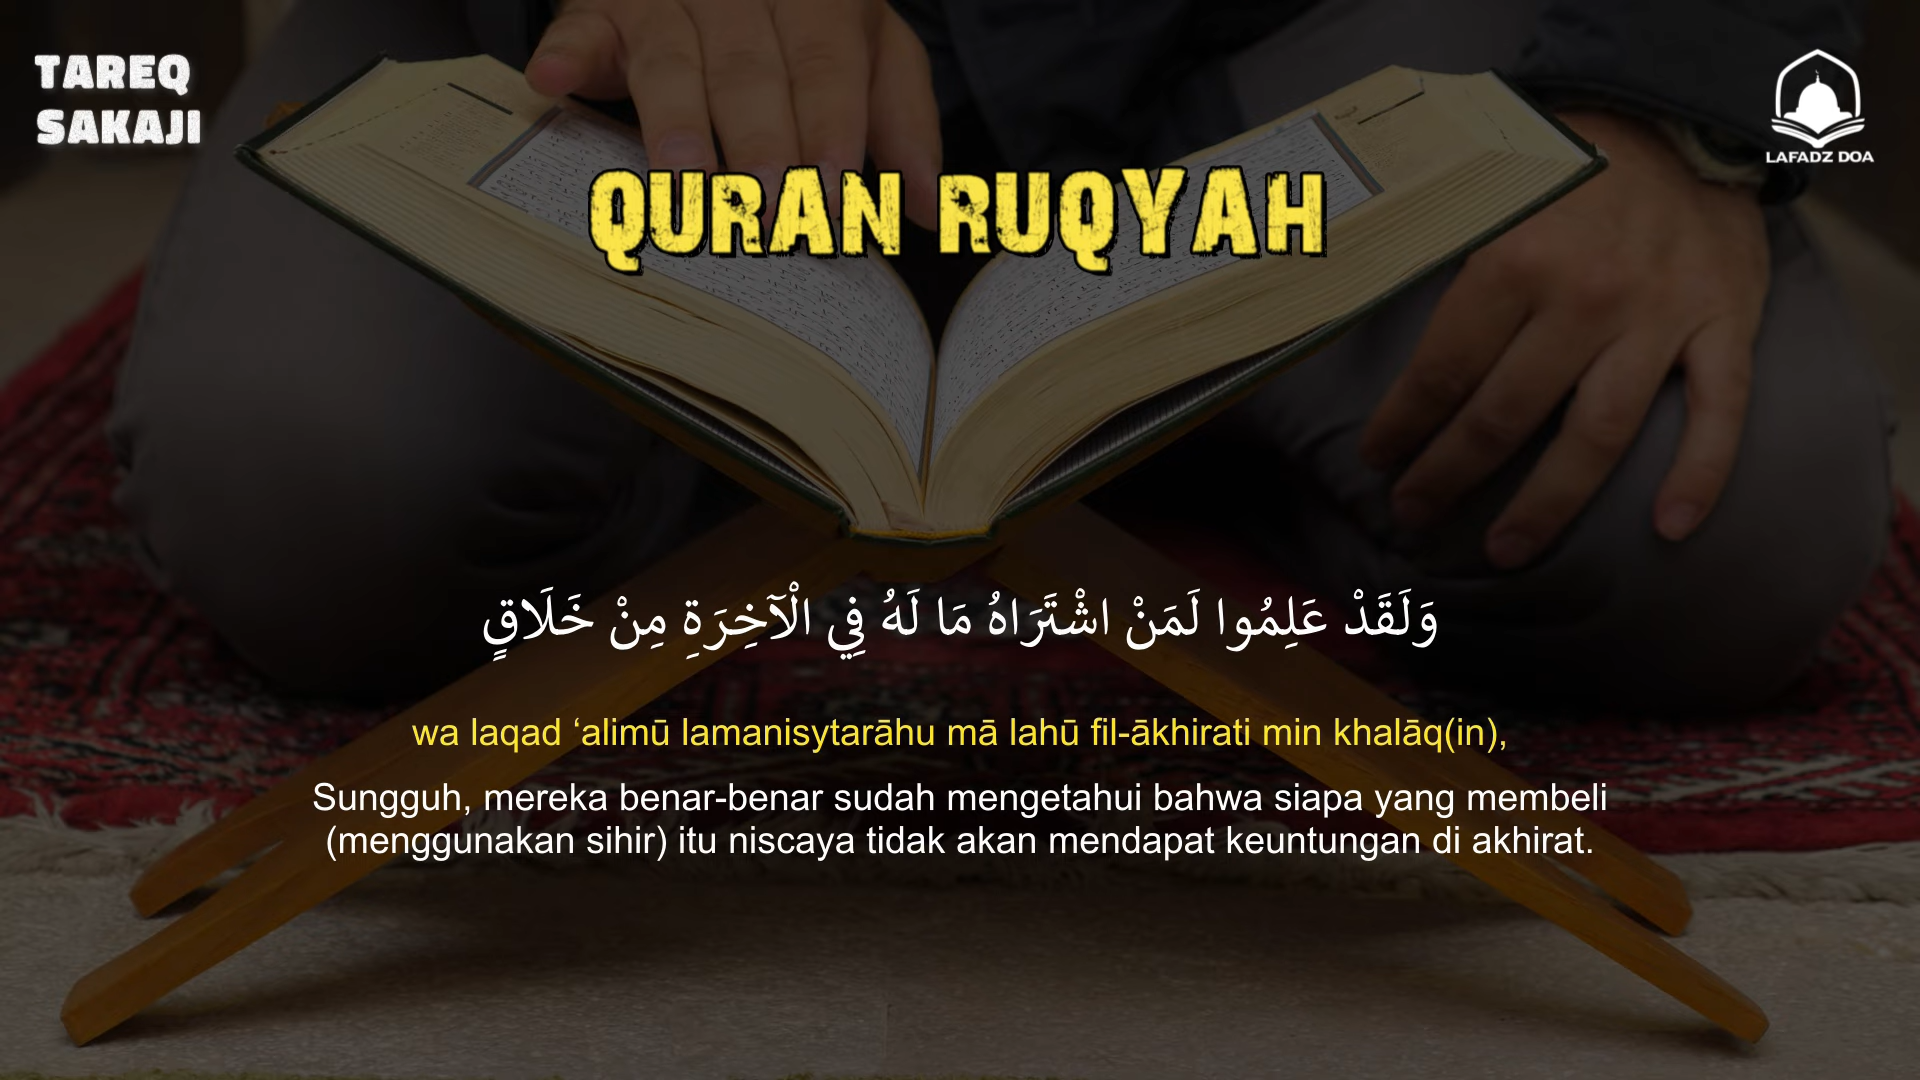 TAREQ
SAKAJI
LAFADZ DOA
QURAN RUQYAH
وَلَقَدْ عَلِمُوا لَمَنْ اشْتَرَاهُ مَا لَهُ فِي الْآخِرَةِ مِنْ خَلَاقٍ
wa laqad ‘alimū lamanisytarāhu mā lahū fil-ākhirati min khalāq(in),
Sungguh, mereka benar-benar sudah mengetahui bahwa siapa yang membeli
(menggunakan sihir) itu niscaya tidak akan mendapat keuntungan di akhirat.